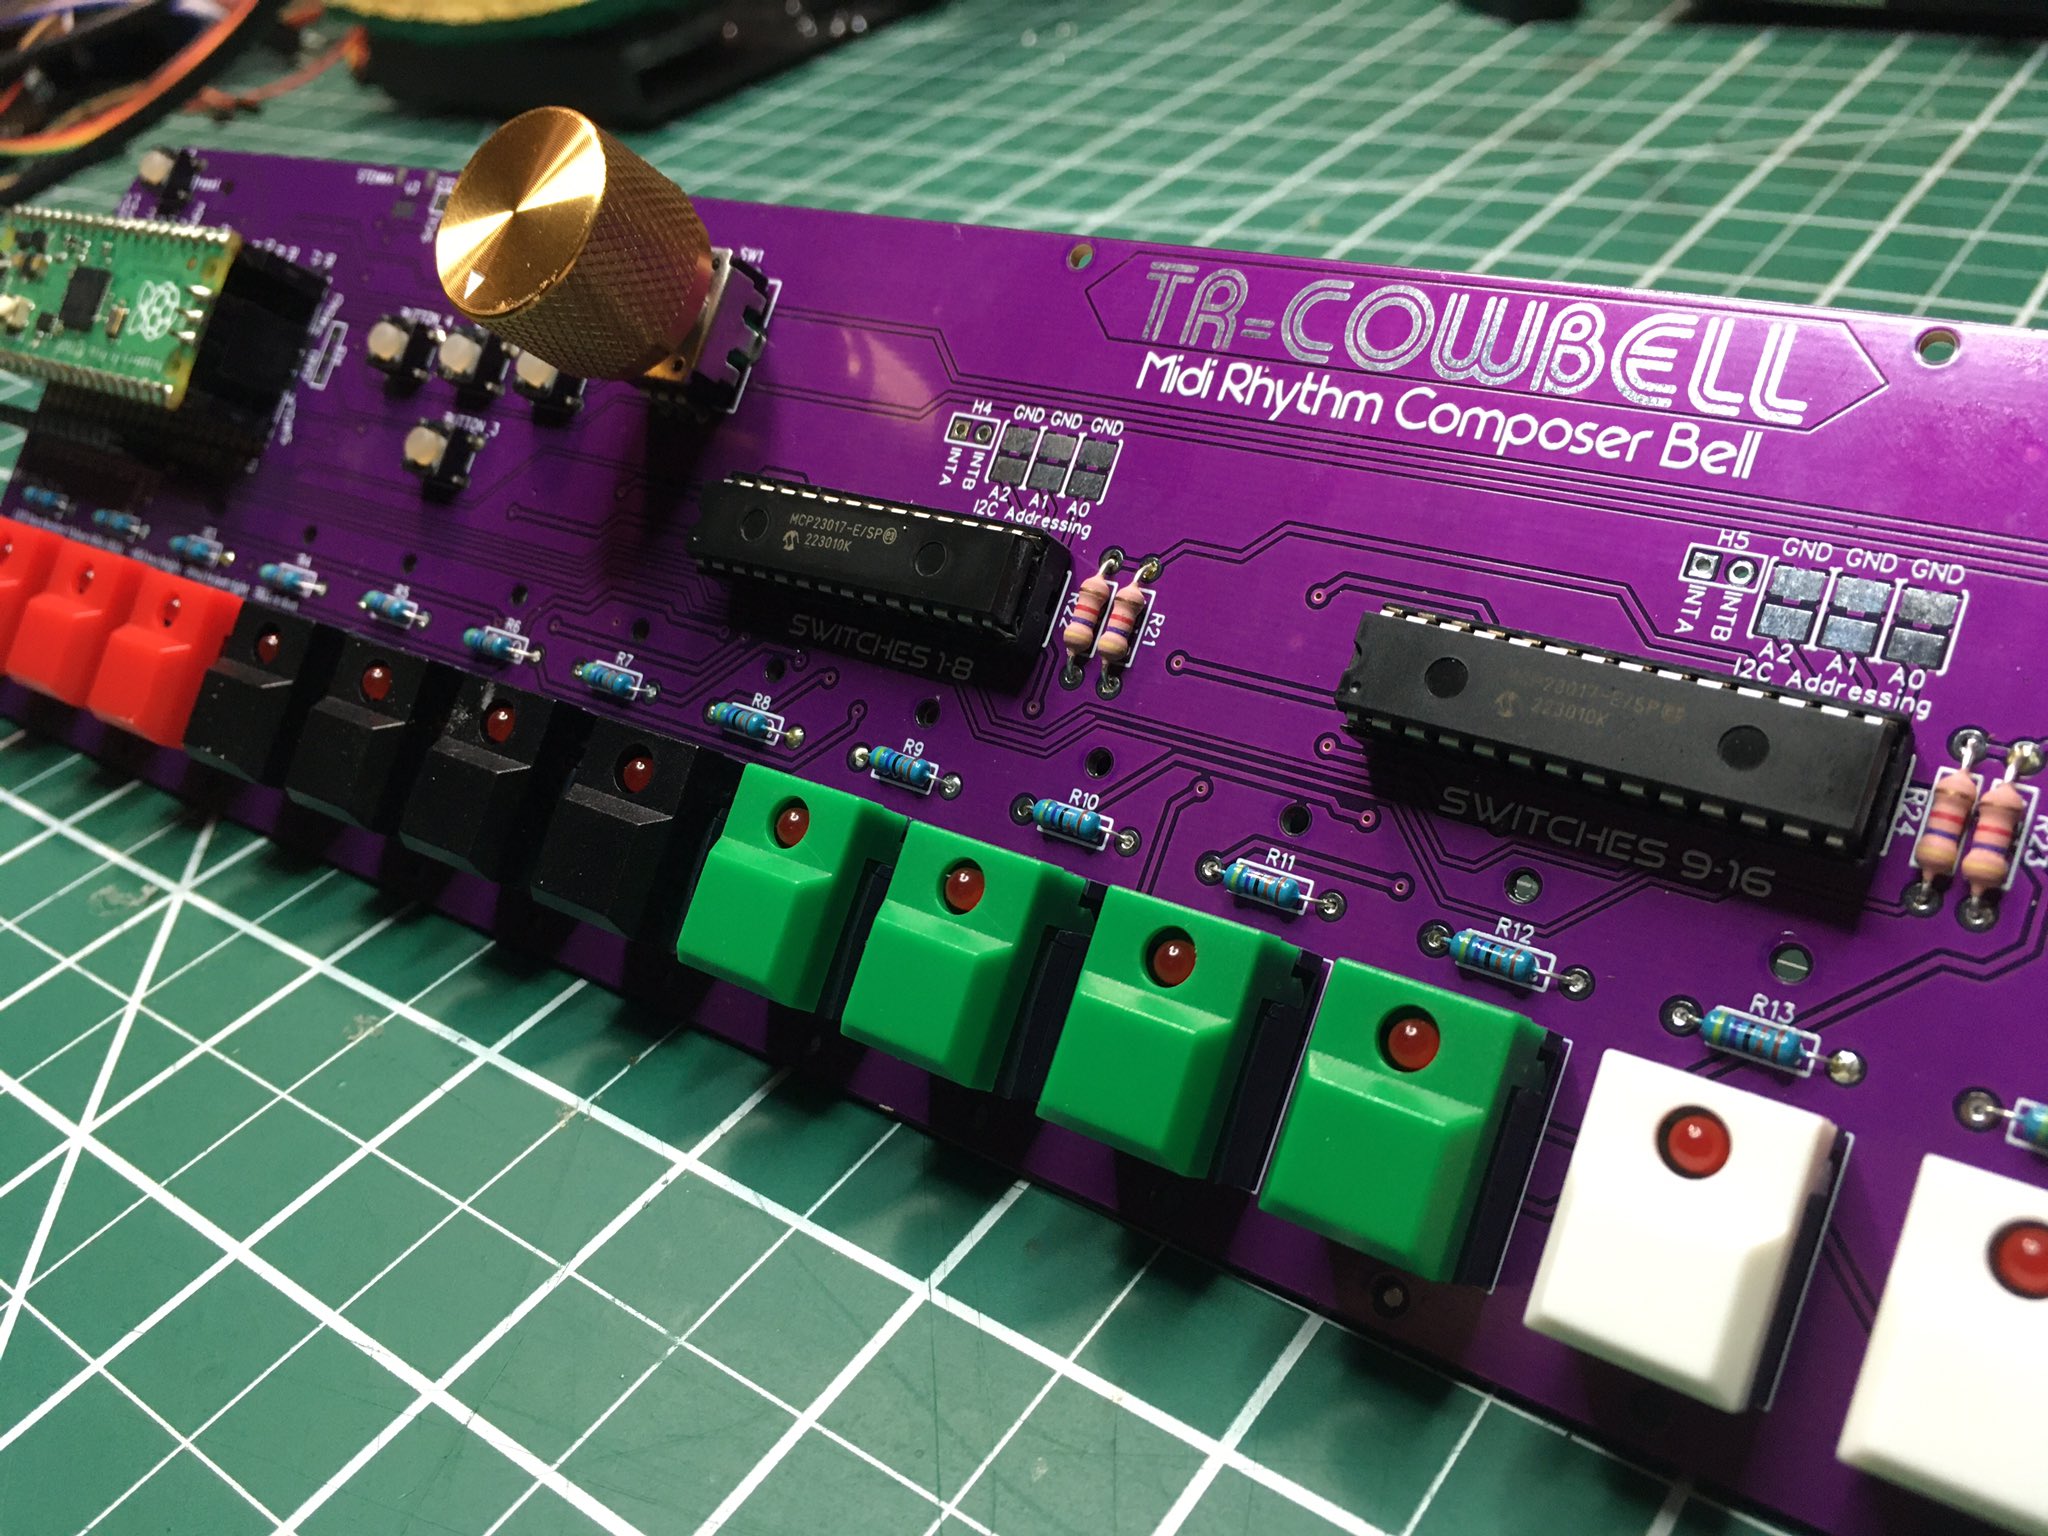 TR-COWBELL
Midi Rhythm Composer Bell
SW1
BUTTON_4
BUTTON_3
H4
GND GND GND
INTA
INTB
A2 A1 A0
I2C Addressing
MCP23017-E/SP
223010K
SWITCHES 1-8
R22
R21
H5
GND GND GND
INTA
INTB
A2 A1 A0
I2C Addressing
MCP23017-E/SP
223010K
SWITCHES 9-16
R24
R23
R4
R5
R6
R7
R8
R9
R10
R11
R12
R13